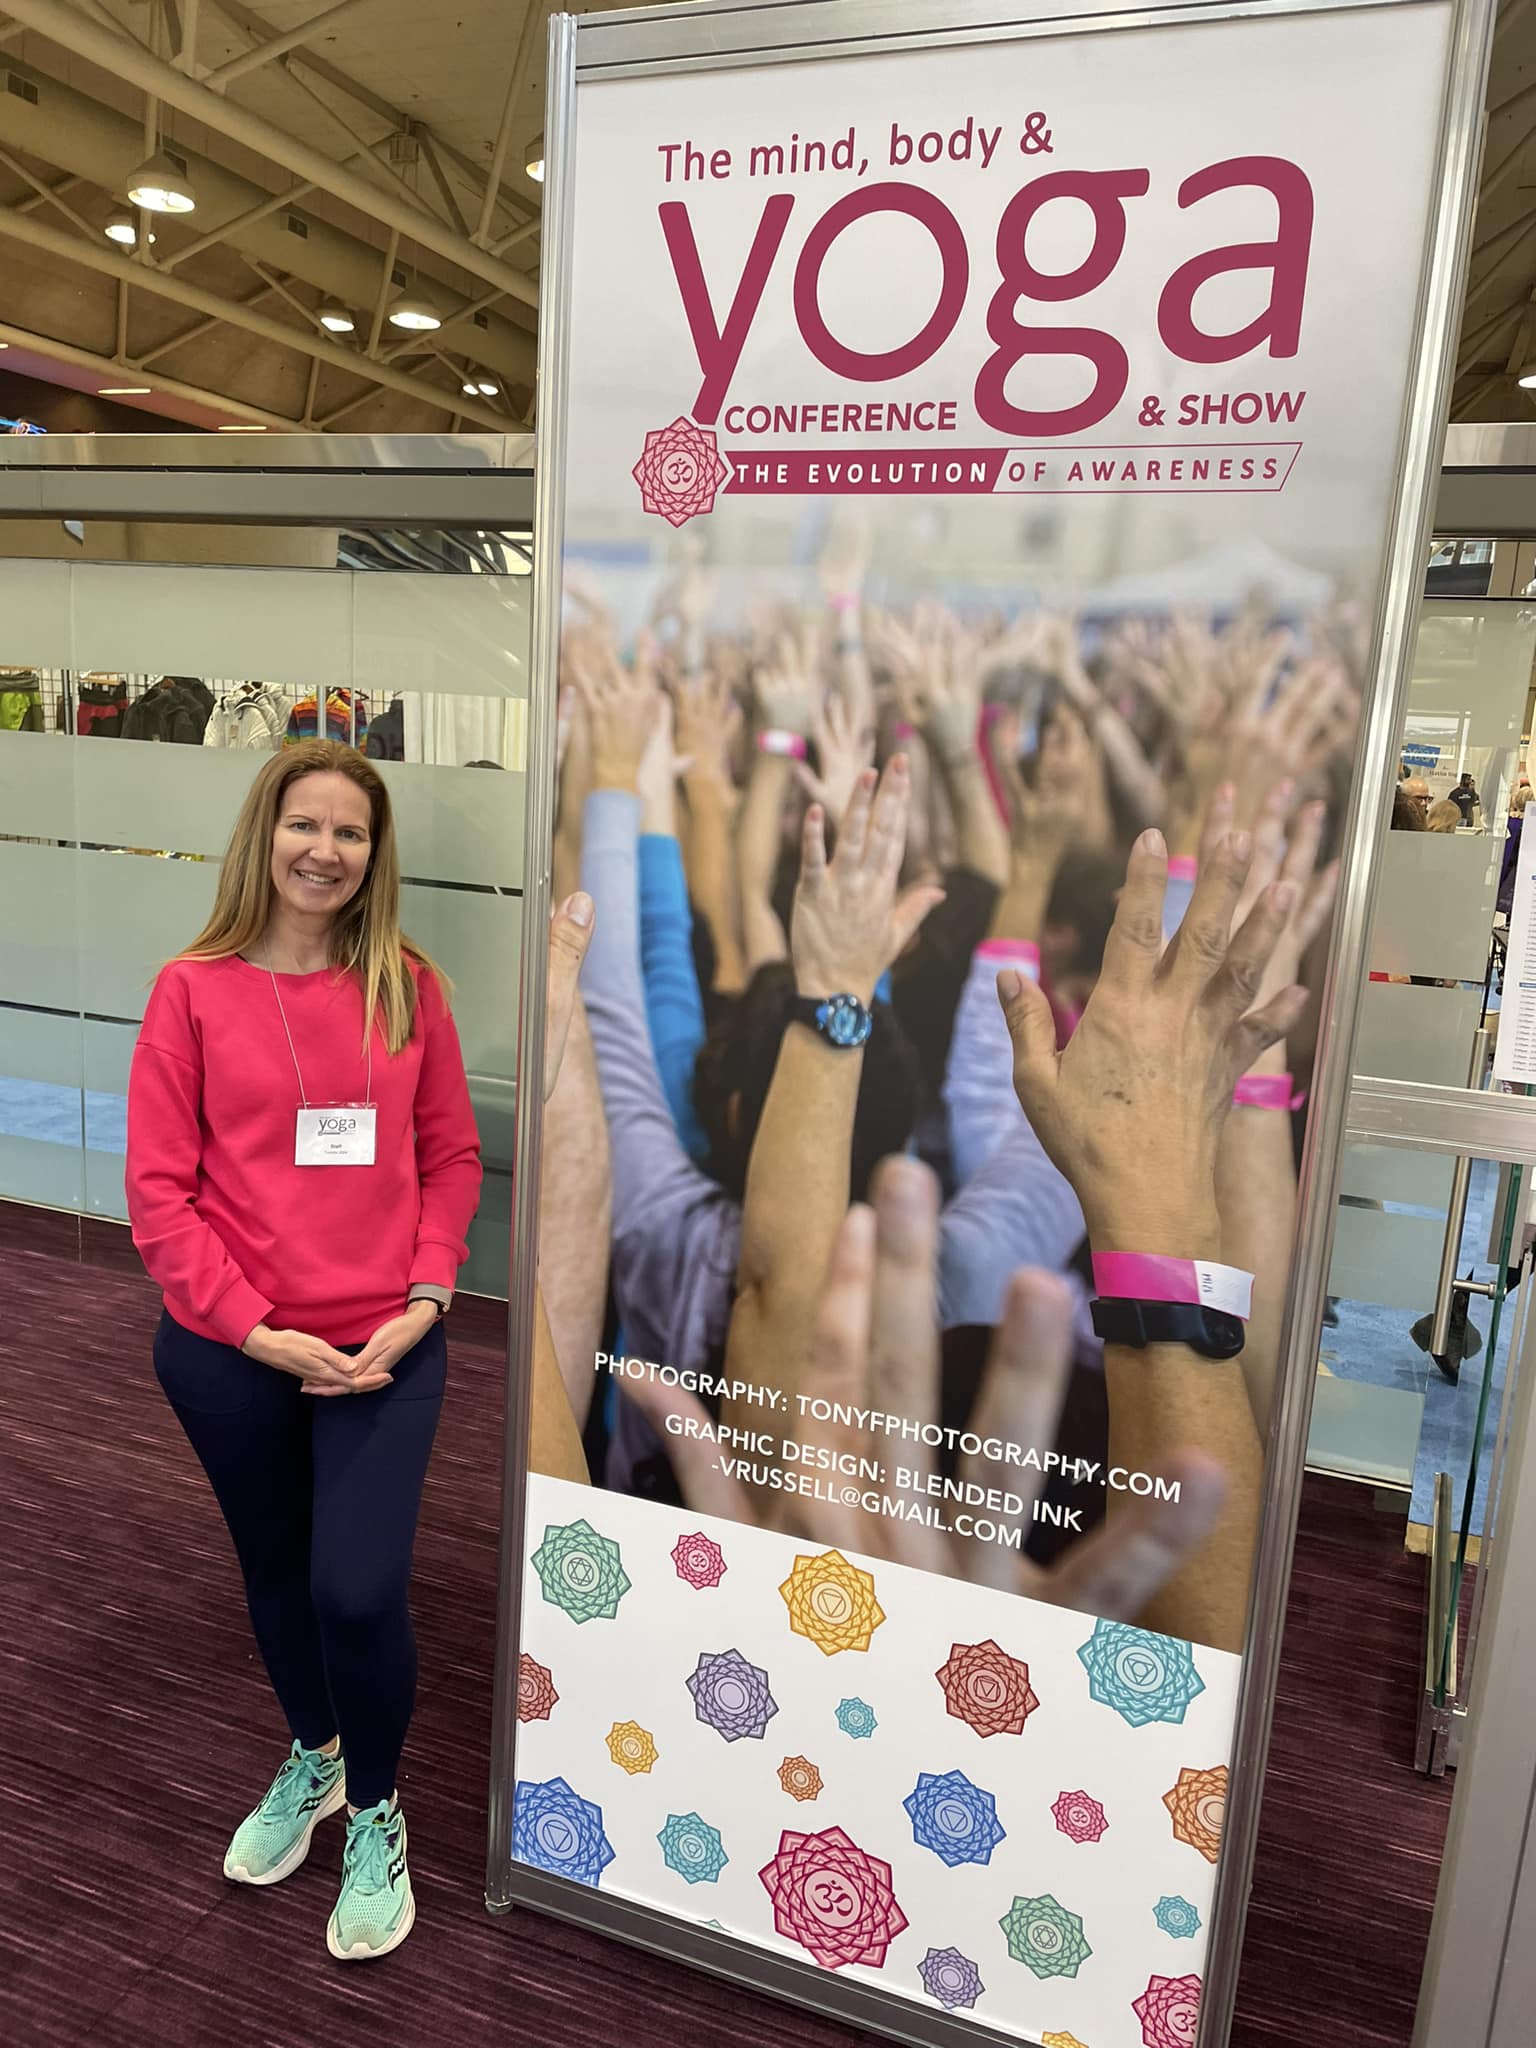 The mind, body &
yoga
CONFERENCE & SHOW
THE EVOLUTION OF AWARENESS
PHOTOGRAPHY: TONYFPHOTOGRAPHY.COM
GRAPHIC DESIGN: BLENDED INK
-VRUSSELL@GMAIL.COM
yoga
Staff